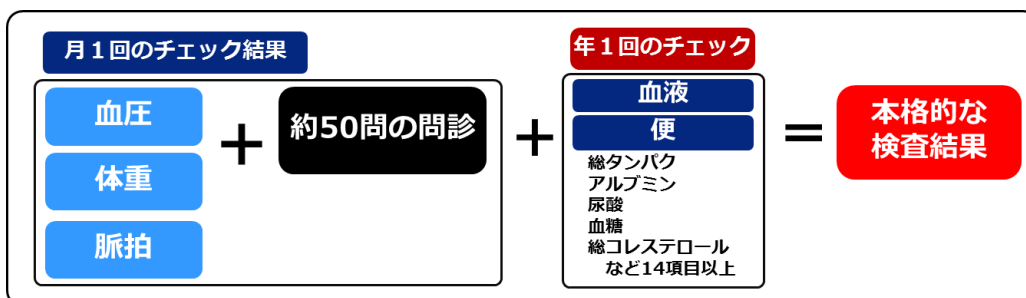 月１回のチェック結果
血圧
体重
脈拍
+
約50問の問診
+
年１回のチェック
血液
便
総タンパク
アルブミン
尿酸
血糖
総コレステロール
など14項目以上
=
本格的な
検査結果